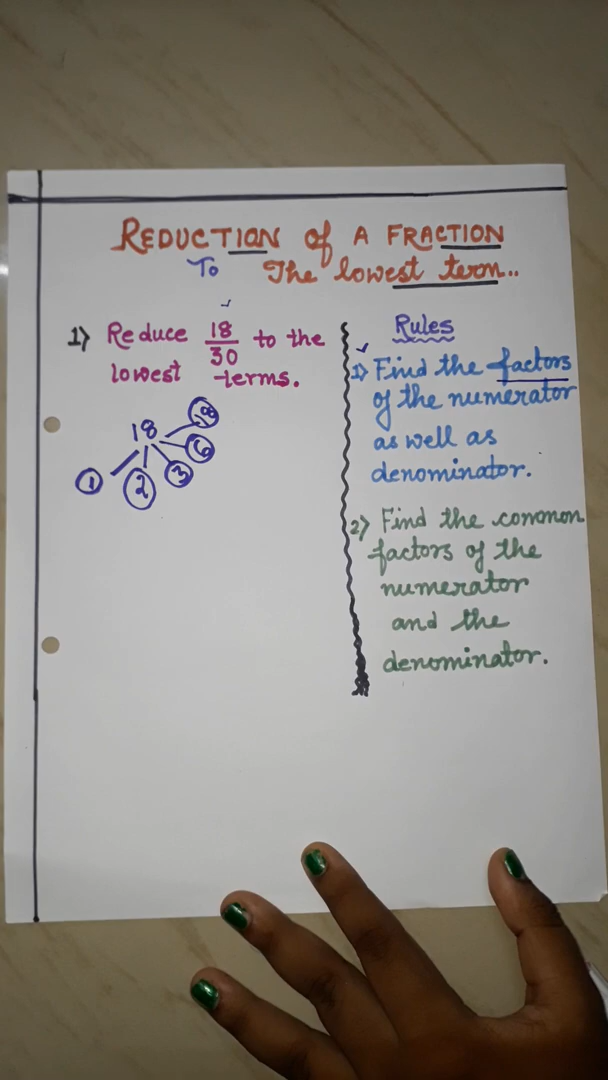 REDUCTION of A FRACTION
To The lowest term..
1) Reduce 18/30 to the
lowest terms.
18
1 2 3 6 18
Rules
1) Find the factors
of the numerator
as well as
denominator.
2) Find the common
factors of the
numerator
and the
denominator.